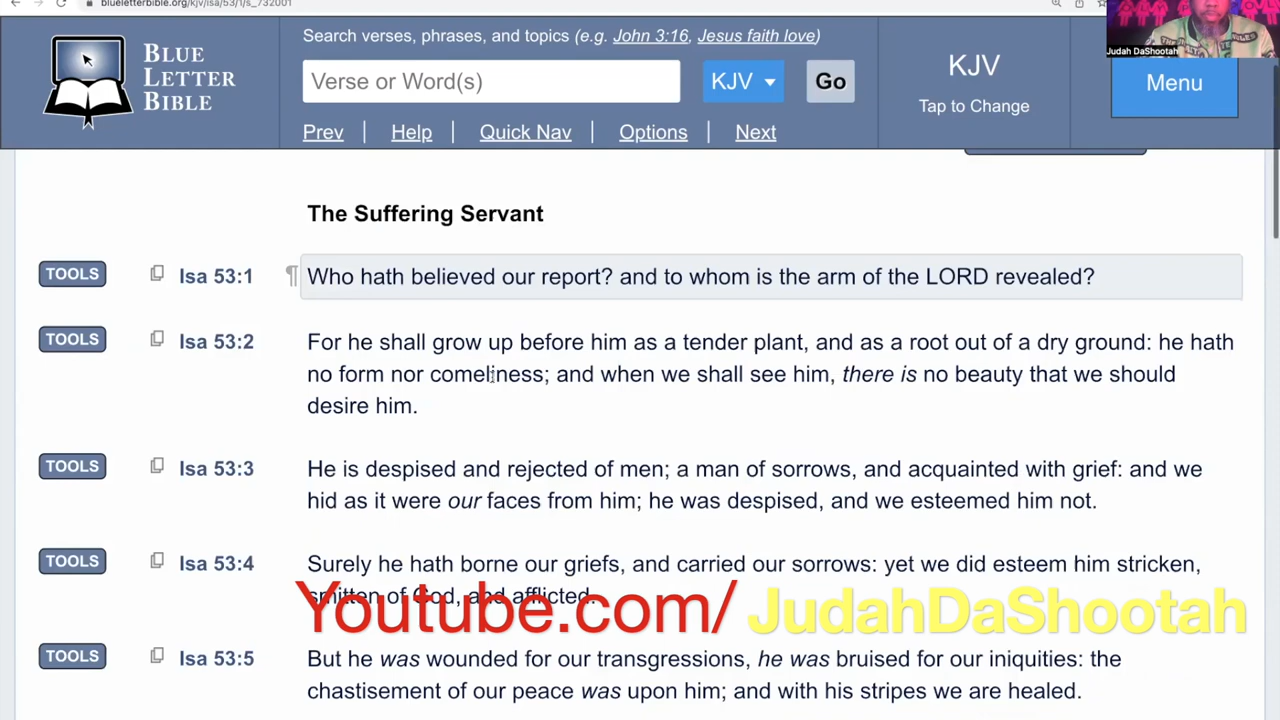 blueletterbible.org/kjv/isa/53/1/s_732001
BLUE
LETTER
BIBLE
Search verses, phrases, and topics (e.g. John 3:16, Jesus faith love)
Verse or Word(s)
KJV
Go
Prev | Help | Quick Nav | Options | Next
KJV
Tap to Change
Judah DaShootah
Menu
The Suffering Servant
TOOLS Isa 53:1 ¶ Who hath believed our report? and to whom is the arm of the LORD revealed?
TOOLS Isa 53:2 For he shall grow up before him as a tender plant, and as a root out of a dry ground: he hath
no form nor comeliness; and when we shall see him, there is no beauty that we should
desire him.
TOOLS Isa 53:3 He is despised and rejected of men; a man of sorrows, and acquainted with grief: and we
hid as it were our faces from him; he was despised, and we esteemed him not.
TOOLS Isa 53:4 Surely he hath borne our griefs, and carried our sorrows: yet we did esteem him stricken,
smitten of God, and afflicted.
Youtube.com/ JudahDaShootah
TOOLS Isa 53:5 But he was wounded for our transgressions, he was bruised for our iniquities: the
chastisement of our peace was upon him; and with his stripes we are healed.